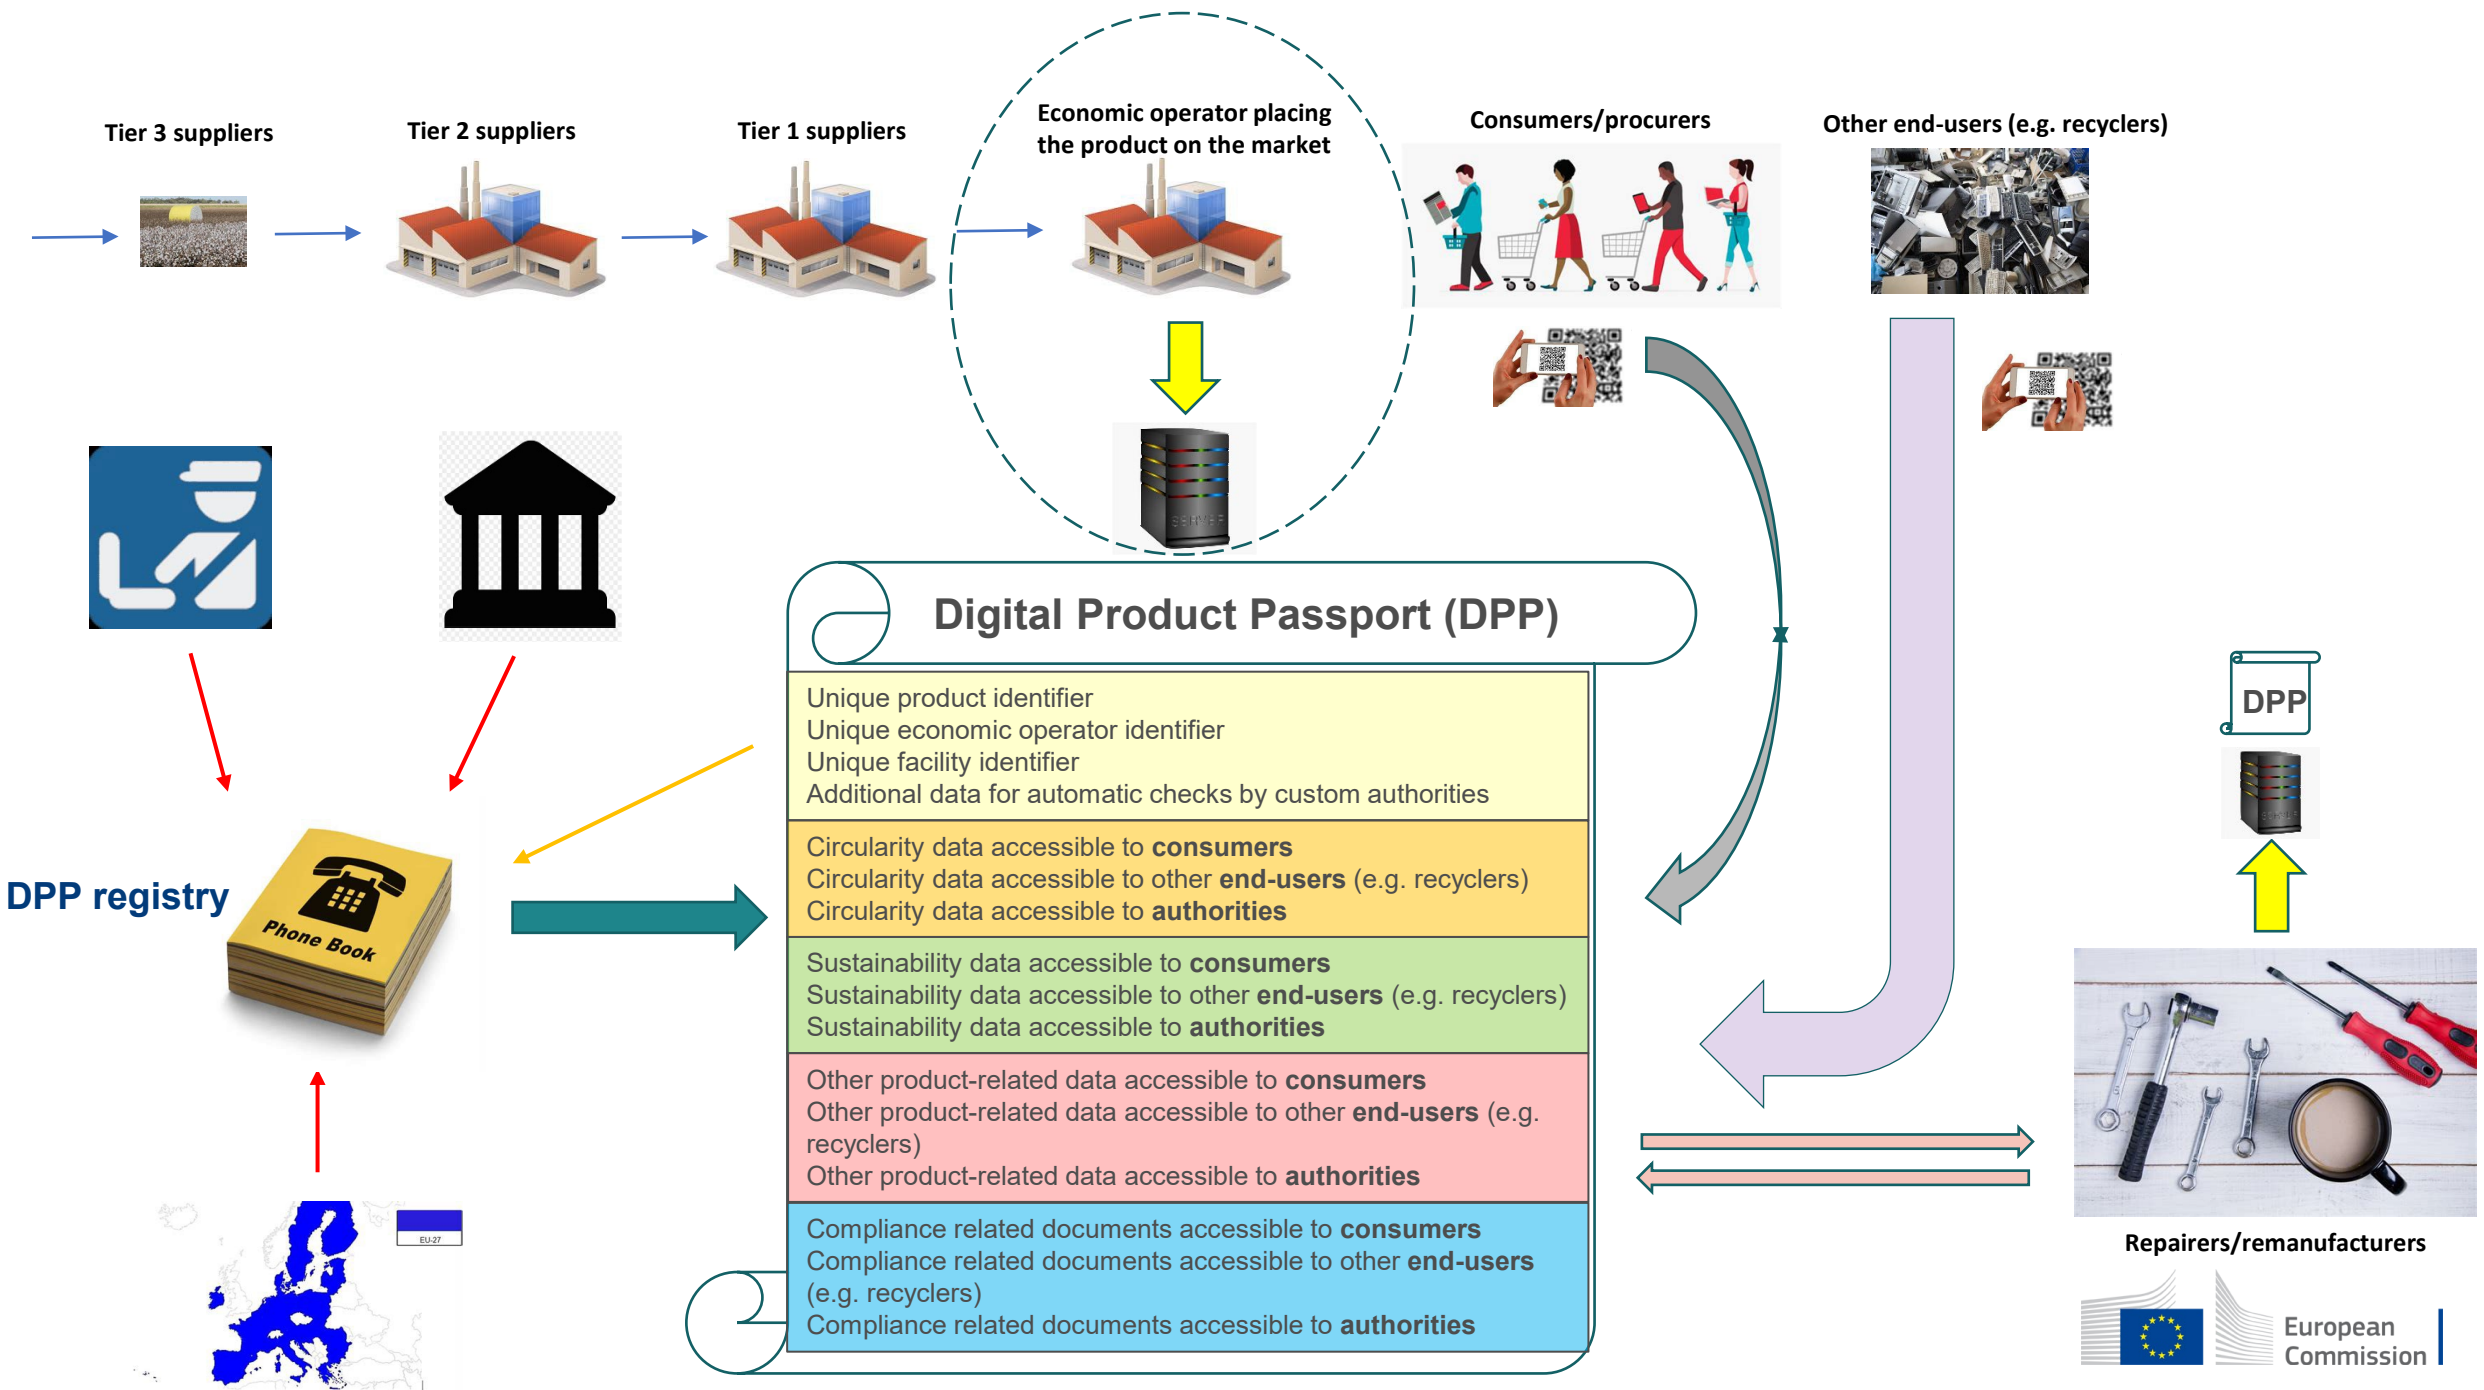 Tier 3 suppliers
Tier 2 suppliers
Tier 1 suppliers
Economic operator placing
the product on the market
Consumers/procurers
Other end-users (e.g. recyclers)
SERVER
Digital Product Passport (DPP)
Unique product identifier
Unique economic operator identifier
Unique facility identifier
Additional data for automatic checks by custom authorities
Circularity data accessible to consumers
Circularity data accessible to other end-users (e.g. recyclers)
Circularity data accessible to authorities
Sustainability data accessible to consumers
Sustainability data accessible to other end-users (e.g. recyclers)
Sustainability data accessible to authorities
Other product-related data accessible to consumers
Other product-related data accessible to other end-users (e.g.
recyclers)
Other product-related data accessible to authorities
Compliance related documents accessible to consumers
Compliance related documents accessible to other end-users
(e.g. recyclers)
Compliance related documents accessible to authorities
DPP registry
Phone Book
EU-27
DPP
SERVER
Repairers/remanufacturers
European
Commission